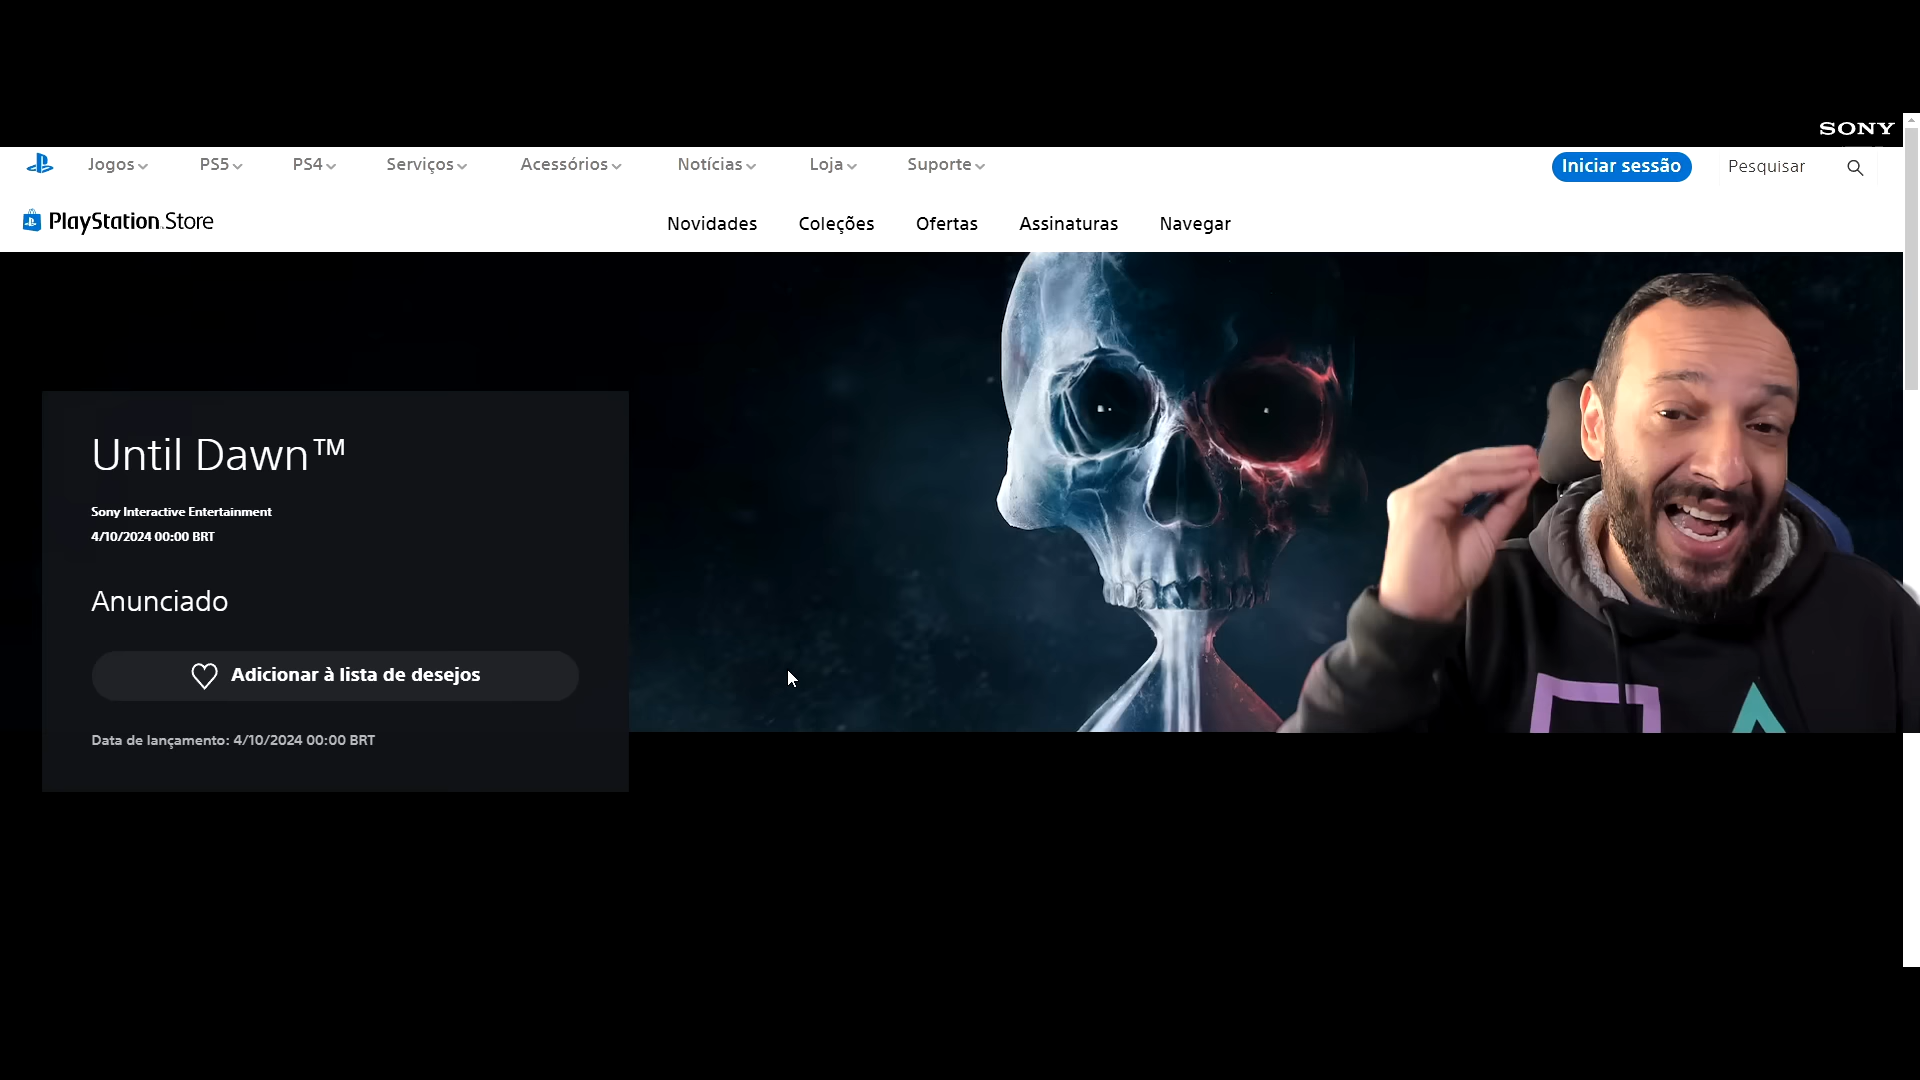 SONY
Jogos PS5 PS4 Serviços Acessórios Notícias Loja Suporte Iniciar sessão Pesquisar
PlayStation Store Novidades Coleções Ofertas Assinaturas Navegar
Until Dawn™
Sony Interactive Entertainment
4/10/2024 00:00 BRT
Anunciado
Adicionar à lista de desejos
Data de lançamento: 4/10/2024 00:00 BRT